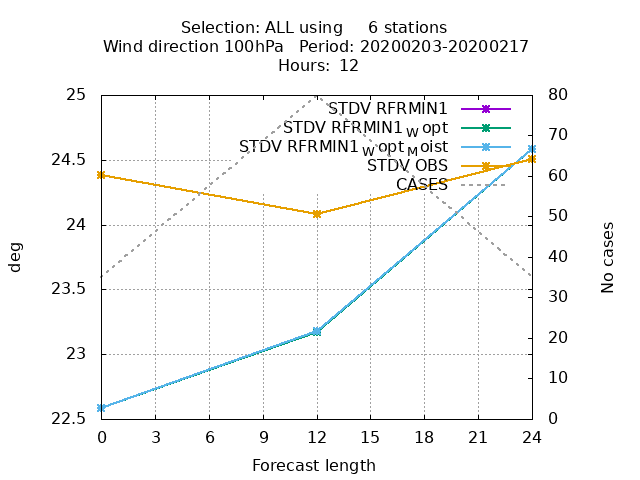 Selection: ALL using 6 stations
Wind direction 100hPa Period: 20200203-20200217
Hours: 12
25
24.5
24
23.5
23
22.5
deg
80
70
60
50
40
30
20
10
0
No cases
STDV RFRMIN1
STDV RFRMIN1 W opt
STDV RFRMIN1 W opt M oist
STDV OBS
CASES
0 3 6 9 12 15 18 21 24
Forecast length